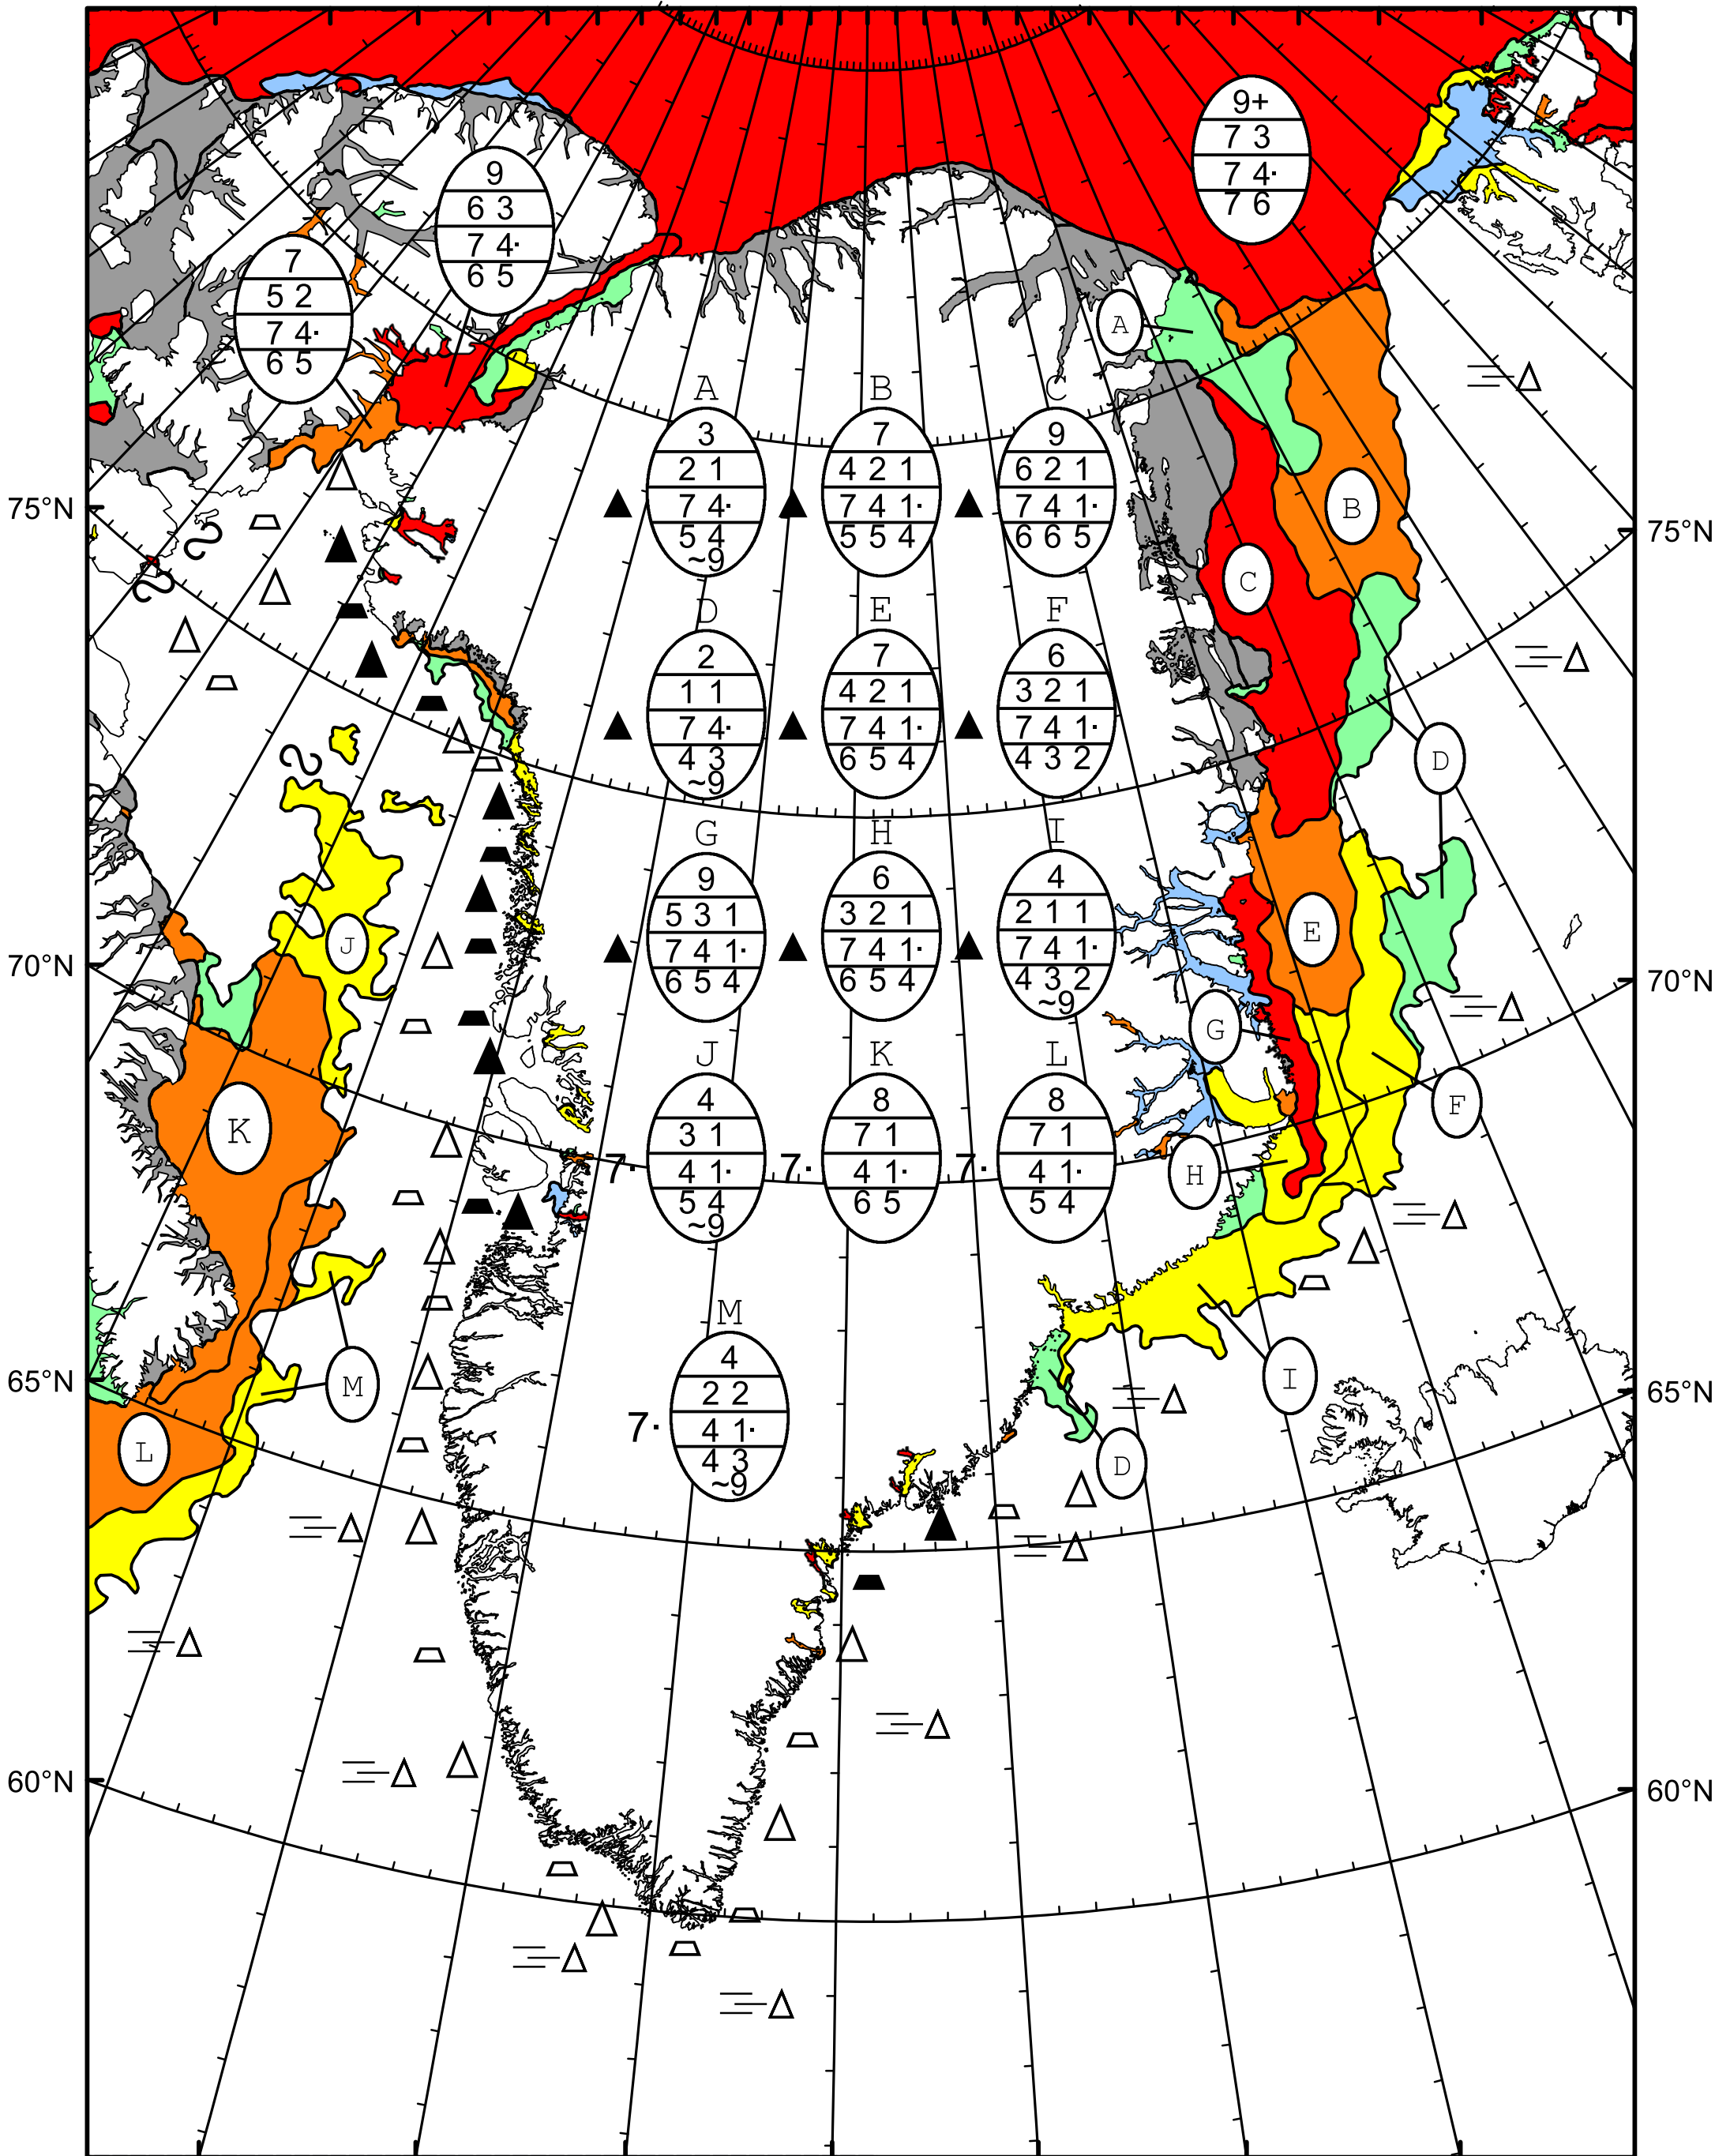 9+
7 3
7 4·
7 6
9
6 3
7 4·
6 5
7
5 2
7 4·
6 5
A
A B C
3 7 9
2 1 4 2 1 6 2 1
7 4· 7 4 1· 7 4 1·
5 4 5 5 4 6 6 5
~9
75°N 75°N
B
C
D E F
2 7 6
1 1 4 2 1 3 2 1
7 4· 7 4 1· 7 4 1·
4 3 6 5 4 4 3 2
~9
D
G H I
9 6 4
5 3 1 3 2 1 2 1 1
7 4 1· 7 4 1· 7 4 1·
6 5 4 6 5 4 4 3 2
~9
J
E
70°N 70°N
G
J K L
4 8 8
3 1 7 1 7 1
7· 4 1· 7· 4 1· 7· 4 1·
5 4 6 5 5 4
~9
K
F
H
M
4
2 2
7· 4 1·
4 3
~9
65°N 65°N
M
I
L
D
60°N 60°N